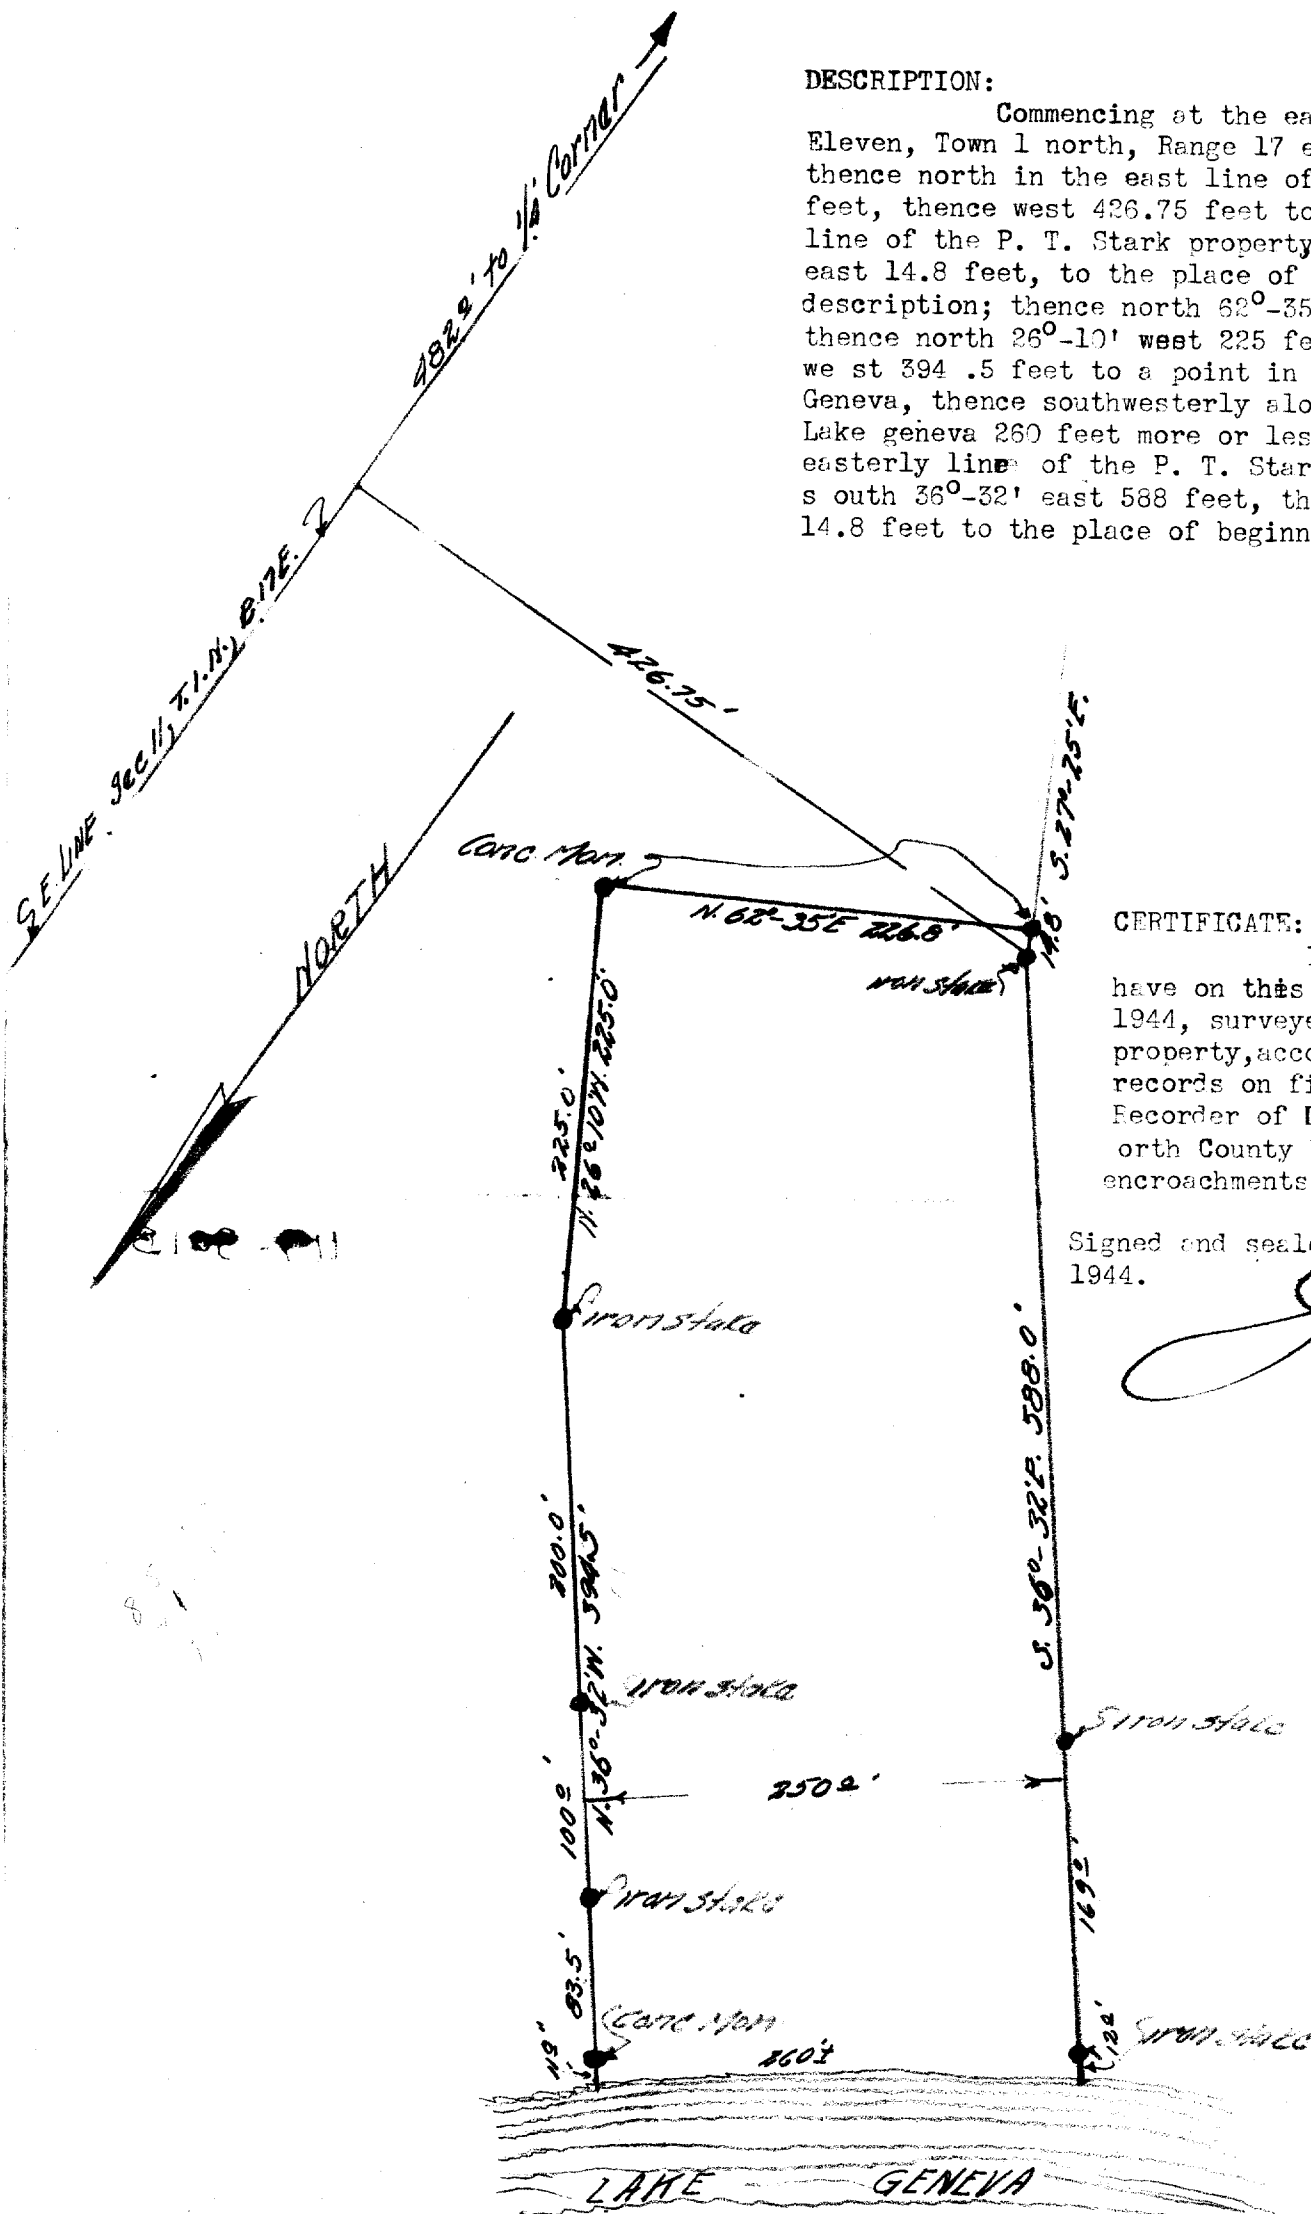 DESCRIPTION:
Commencing at the ea
Eleven, Town 1 north, Range 17 e
thence north in the east line of
feet, thence west 426.75 feet to
line of the P. T. Stark property
east 14.8 feet, to the place of
description; thence north 62°-35
thence north 26°-10' west 225 fe
we st 394 .5 feet to a point in
Geneva, thence southwesterly alo
Lake geneva 260 feet more or les
easterly line of the P. T. Star
s outh 36°-32' east 588 feet, th
14.8 feet to the place of beginn
to 1/4 Corner
S.E. LINE Sec 11, T.1.N., R.17E.
426.75'
NORTH
S. 27°-25'E.
14.8'
Conc Mon.
N. 62°-35'E 226.8'
iron stake
225.0'
N. 26°10'W. 225.0'
CERTIFICATE:
have on this
1944, surveye
property,acco
records on fi
Recorder of D
orth County
encroachments
Signed and seale
1944.
iron stake
200.0'
N. 36°-32'W. 394.5'
S. 36°-32'E. 588.0'
iron stake
iron stake
100º'
250º'
iron stake
169º'
83.5'
Conc Mon
260'±
12º'
iron stake
LAKE GENEVA